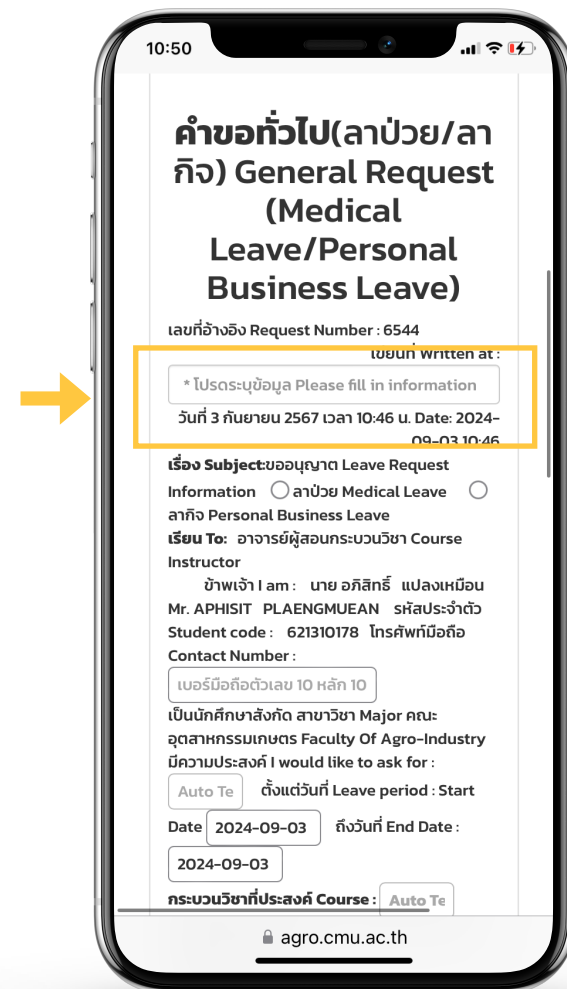 10:50
คำขอทั่วไป(ลาป่วย/ลา
กิจ) General Request
(Medical
Leave/Personal
Business Leave)
เลขที่อ้างอิง Request Number : 6544
เขียนที่ Written at :
* โปรดระบุข้อมูล Please fill in information
วันที่ 3 กันยายน 2567 เวลา 10:46 น. Date: 2024-
09-03 10:46
เรื่อง Subject:ขออนุญาต Leave Request
Information ลาป่วย Medical Leave
ลากิจ Personal Business Leave
เรียน To: อาจารย์ผู้สอนกระบวนวิชา Course
Instructor
ข้าพเจ้า I am : นาย อภิสิทธิ์ แปลงเหมือน
Mr. APHISIT PLAENGMUEAN รหัสประจำตัว
Student code : 621310178 โทรศัพท์มือถือ
Contact Number :
เบอร์มือถือตัวเลข 10 หลัก 10
เป็นนักศึกษาสังกัด สาขาวิชา Major คณะ
อุตสาหกรรมเกษตร Faculty Of Agro-Industry
มีความประสงค์ I would like to ask for :
Auto Te ตั้งแต่วันที่ Leave period : Start
Date 2024-09-03 ถึงวันที่ End Date :
2024-09-03
กระบวนวิชาที่ประสงค์ Course : Auto Te
agro.cmu.ac.th